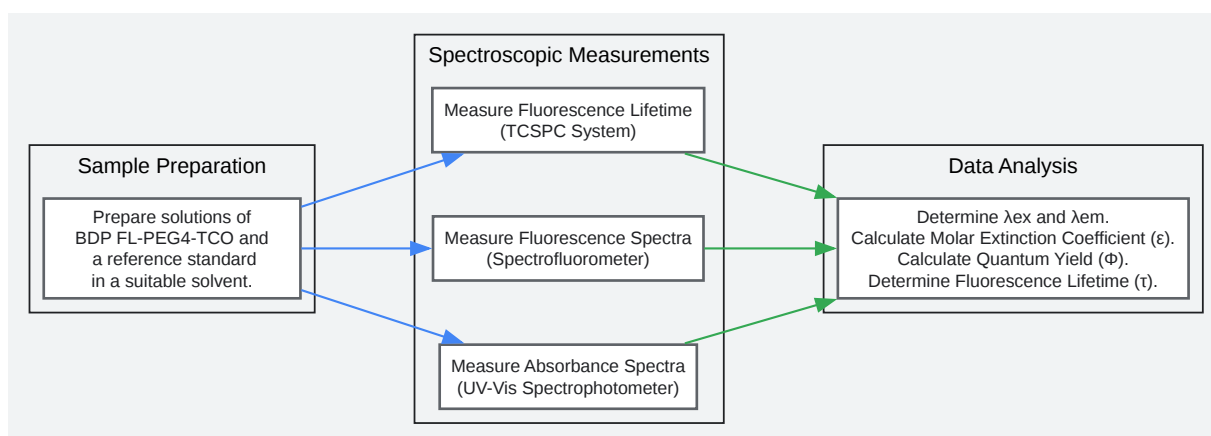 Sample Preparation
Prepare solutions of
BDP FL-PEG4-TCO and
a reference standard
in a suitable solvent.
Spectroscopic Measurements
Measure Fluorescence Lifetime
(TCSPC System)
Measure Fluorescence Spectra
(Spectrofluorometer)
Measure Absorbance Spectra
(UV-Vis Spectrophotometer)
Data Analysis
Determine λex and λem.
Calculate Molar Extinction Coefficient (ε).
Calculate Quantum Yield (Φ).
Determine Fluorescence Lifetime (τ).